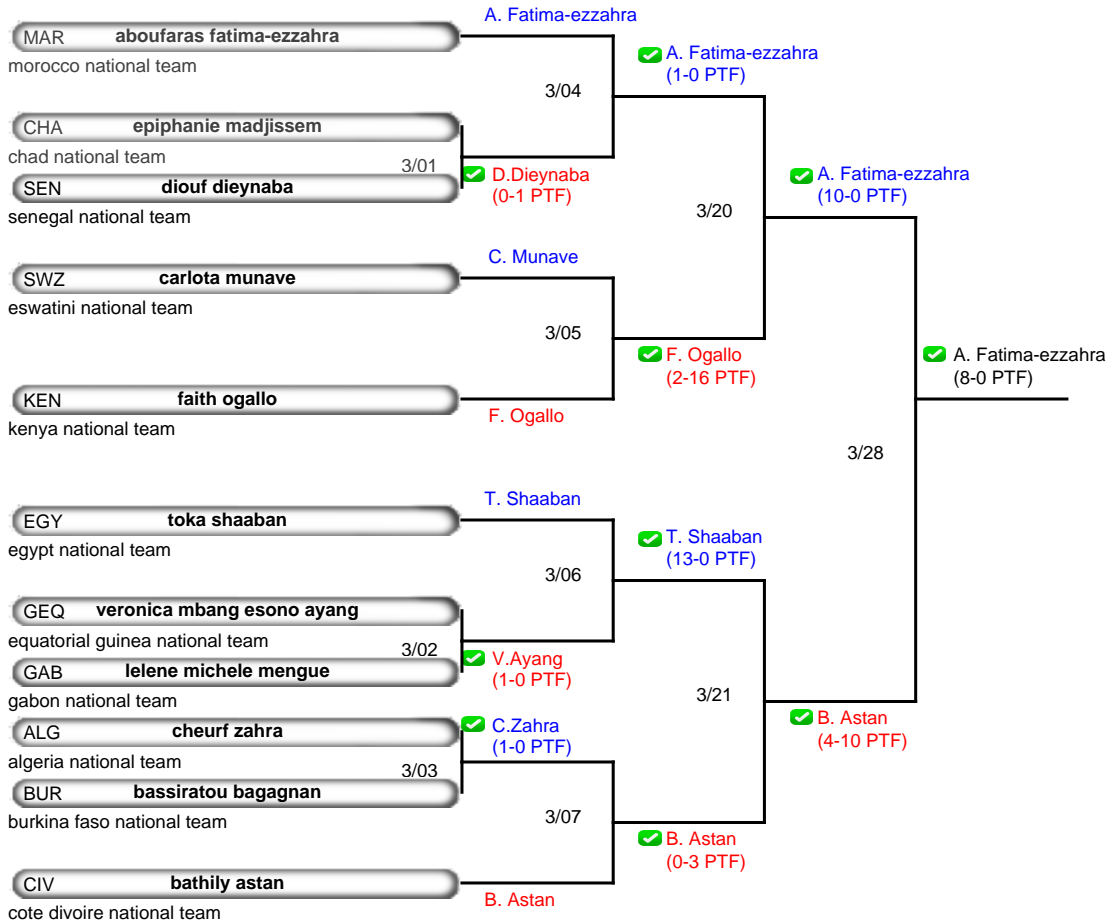 A. Fatima-ezzahra
MAR aboufaras fatima-ezzahra
morocco national team
3/04
A. Fatima-ezzahra
(1-0 PTF)
CHA epiphanie madjissem
chad national team
3/01
SEN diouf dieynaba
senegal national team
D.Dieynaba
(0-1 PTF)
3/20
A. Fatima-ezzahra
(10-0 PTF)
C. Munave
SWZ carlota munave
eswatini national team
3/05
F. Ogallo
(2-16 PTF)
KEN faith ogallo
kenya national team
F. Ogallo
A. Fatima-ezzahra
(8-0 PTF)
3/28
T. Shaaban
EGY toka shaaban
egypt national team
3/06
T. Shaaban
(13-0 PTF)
GEQ veronica mbang esono ayang
equatorial guinea national team
3/02
GAB lelene michele mengue
gabon national team
V.Ayang
(1-0 PTF)
3/21
B. Astan
(4-10 PTF)
ALG cheurf zahra
algeria national team
C.Zahra
(1-0 PTF)
3/03
BUR bassiratou bagagnan
burkina faso national team
3/07
B. Astan
(0-3 PTF)
CIV bathily astan
cote divoire national team
B. Astan